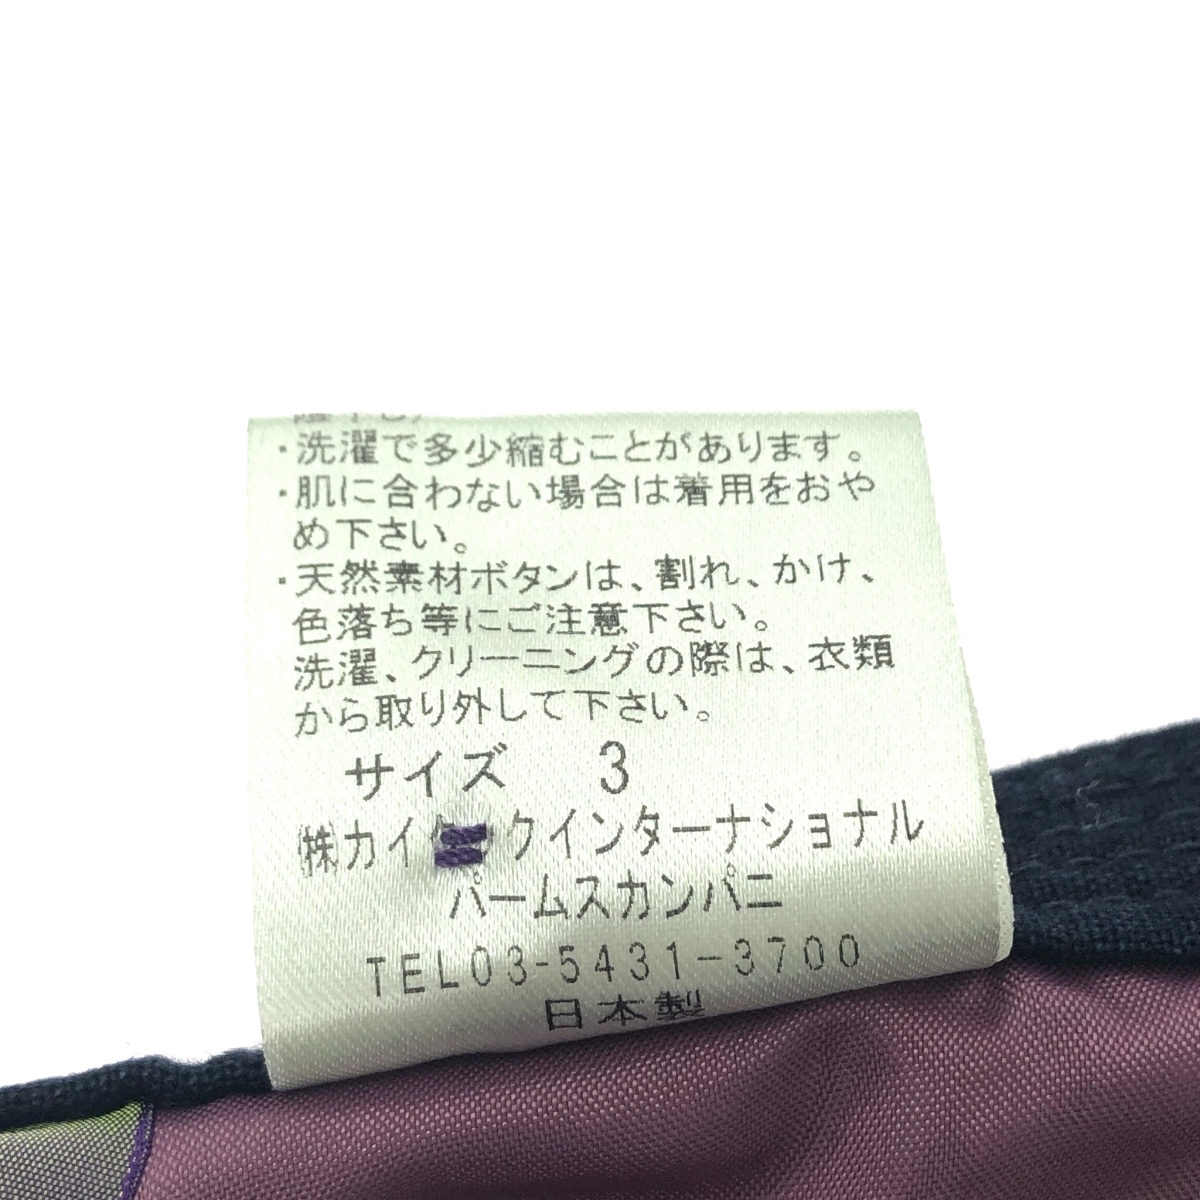 ・洗濯で多少縮むことがあります。
・肌に合わない場合は着用をおや
め下さい。
・天然素材ボタンは、割れ、かけ、
色落ち等にご注意下さい。
洗濯、クリーニングの際は、衣類
から取り外して下さい。
サイズ 3
㈱カイ クインターナショナル
パームスカンパニ
TEL03-5431-3700
日本製